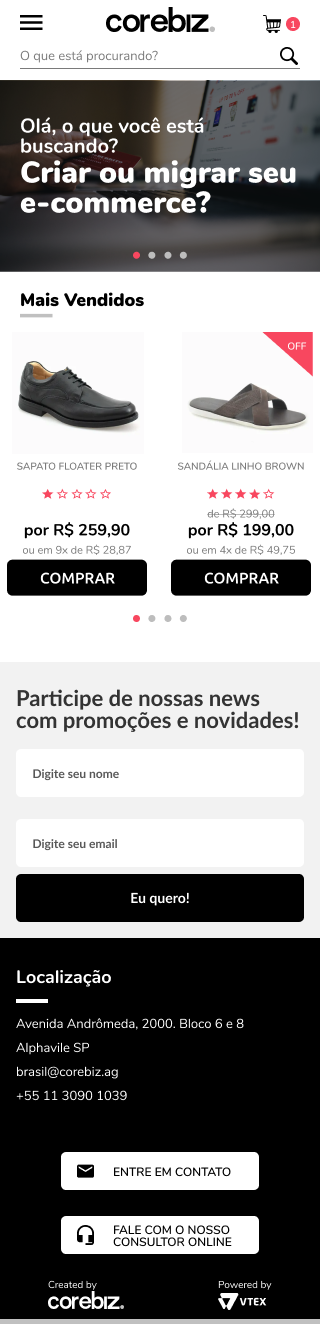 corebiz.
1
O que está procurando?
Olá, o que você está
buscando?
Criar ou migrar seu
e-commerce?
Mais Vendidos
OFF
SAPATO FLOATER PRETO
por R$ 259,90
ou em 9x de R$ 28,87
COMPRAR
SANDÁLIA LINHO BROWN
de R$ 299,00
por R$ 199,00
ou em 4x de R$ 49,75
COMPRAR
Participe de nossas news
com promoções e novidades!
Digite seu nome
Digite seu email
Eu quero!
Localização
Avenida Andrômeda, 2000. Bloco 6 e 8
Alphavile SP
brasil@corebiz.ag
+55 11 3090 1039
ENTRE EM CONTATO
FALE COM O NOSSO
CONSULTOR ONLINE
Created by
corebiz.
Powered by
VTEX